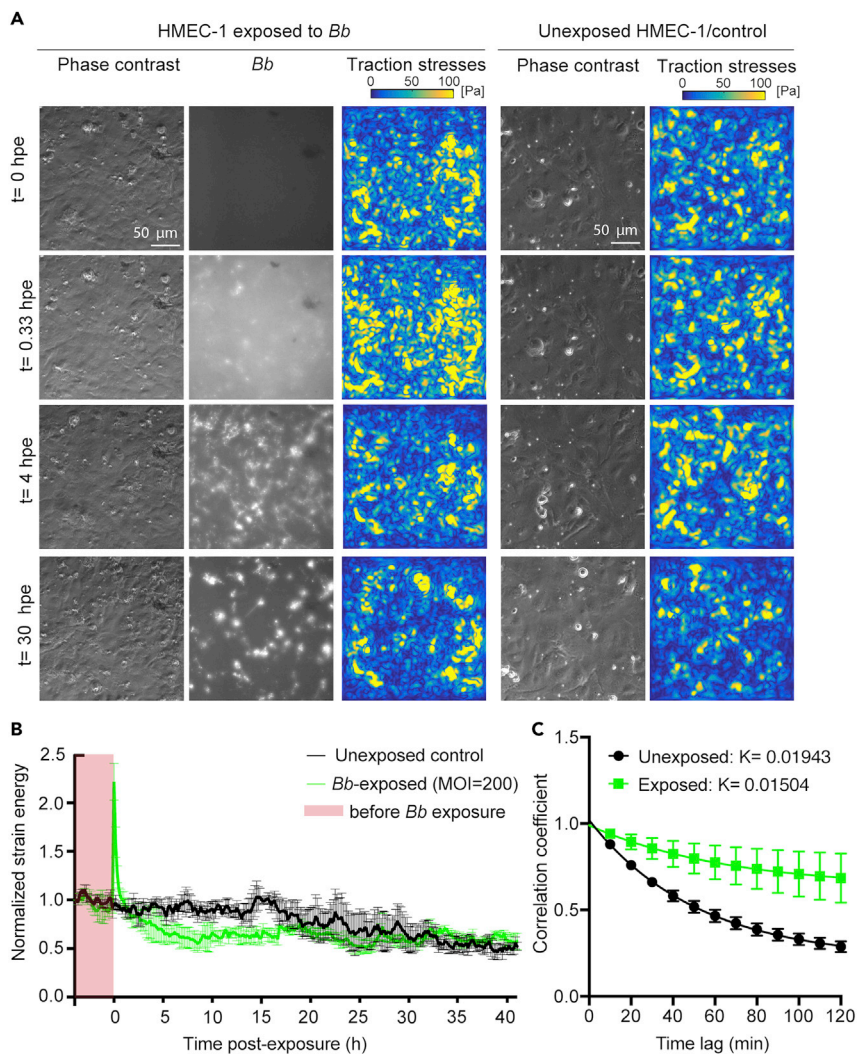 A
HMEC-1 exposed to Bb
Unexposed HMEC-1/control
Phase contrast
Bb
Traction stresses
Phase contrast
Traction stresses
0 50 100
[Pa]
0 50 100
[Pa]
t= 0 hpe
50 μm
50 μm
t= 0.33 hpe
t= 4 hpe
t= 30 hpe
B
Normalized strain energy
2.5
2.0
1.5
1.0
0.5
0.0
Unexposed control
Bb-exposed (MOI=200)
before Bb exposure
0 5 10 15 20 25 30 35 40
Time post-exposure (h)
C
Correlation coefficient
1.5
1.0
0.5
0.0
Unexposed: K= 0.01943
Exposed: K= 0.01504
0 20 40 60 80 100 120
Time lag (min)